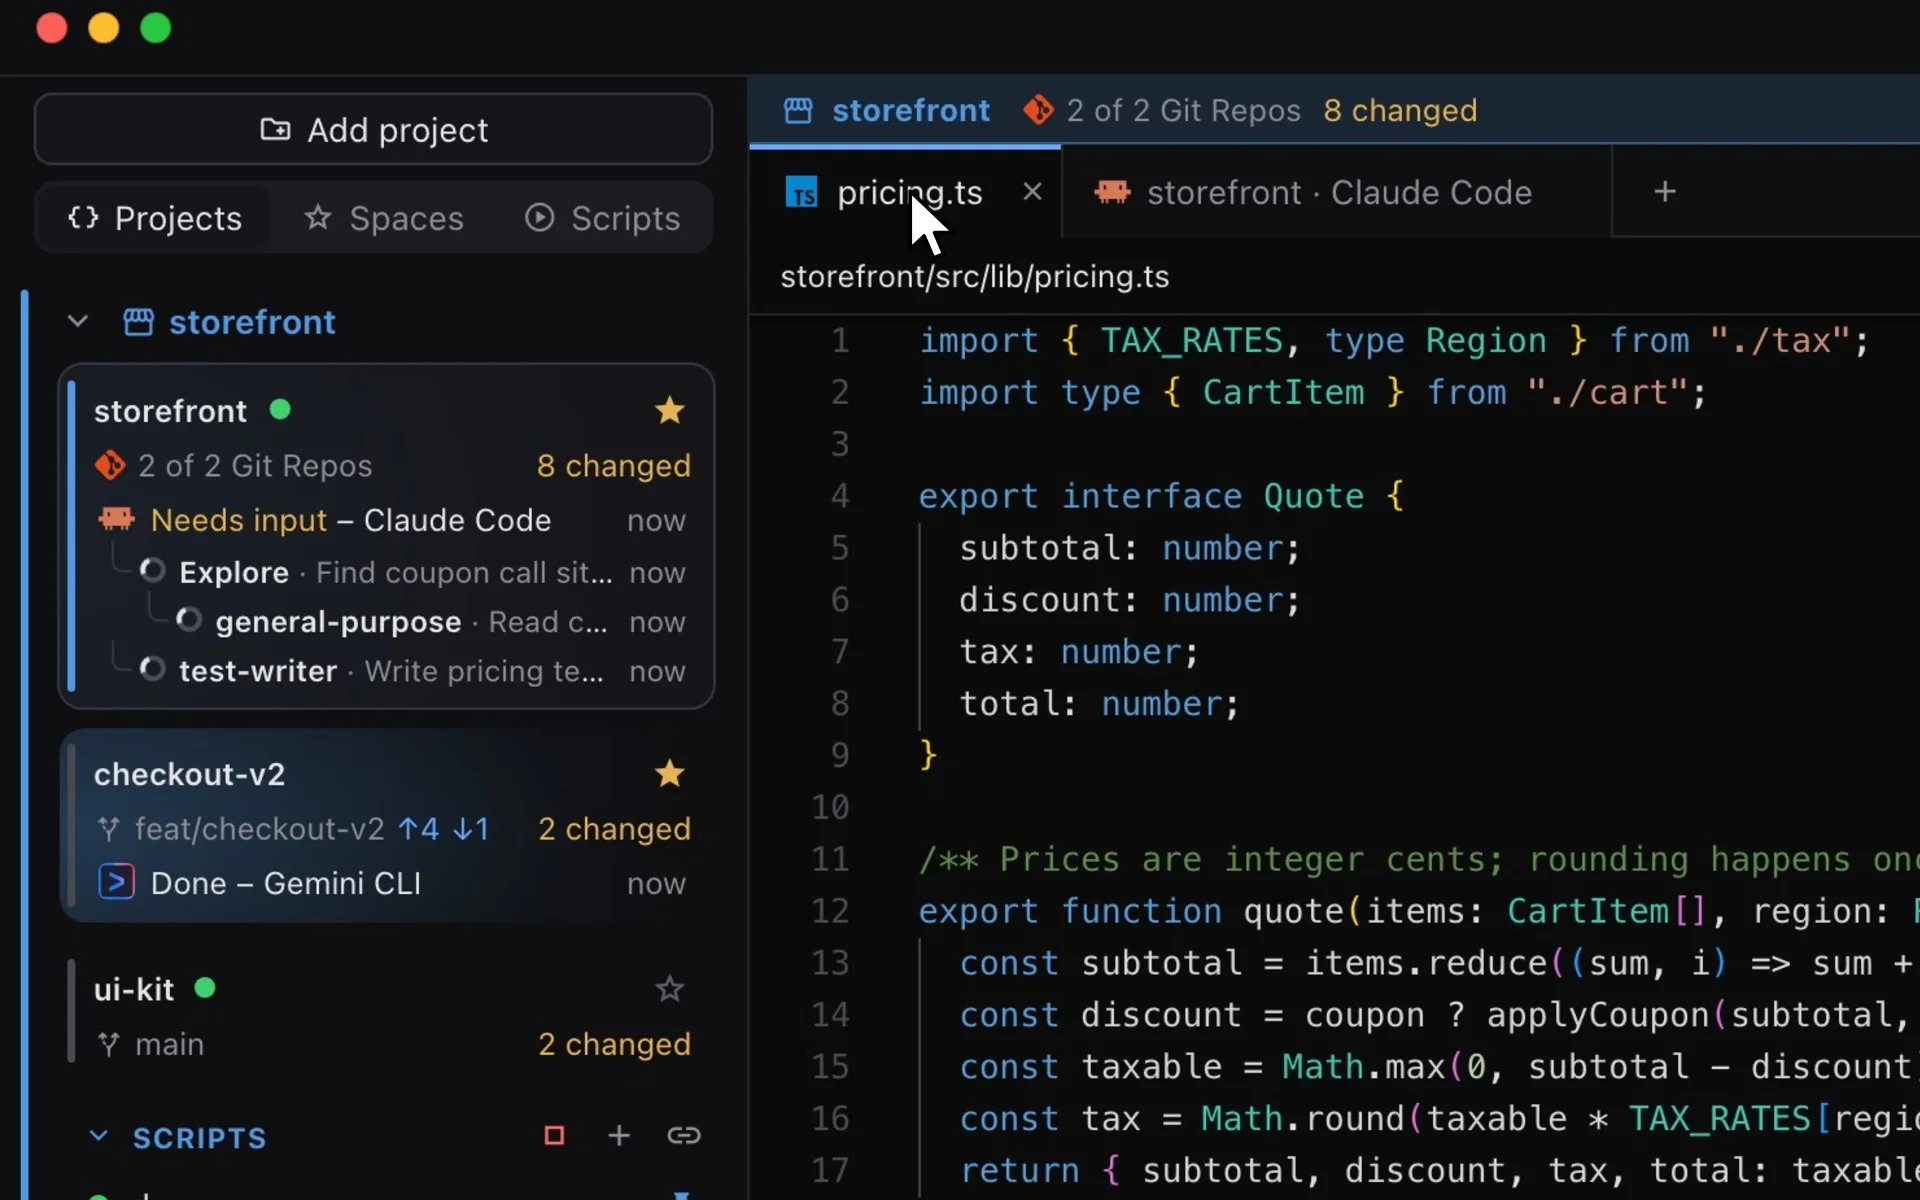 Add project
Projects Spaces Scripts
storefront
storefront
2 of 2 Git Repos 8 changed
Needs input – Claude Code now
Explore · Find coupon call sit... now
general-purpose · Read c... now
test-writer · Write pricing te... now
checkout-v2
feat/checkout-v2 ↑4 ↓1 2 changed
Done – Gemini CLI now
ui-kit
main 2 changed
SCRIPTS
storefront 2 of 2 Git Repos 8 changed
TS pricing.ts × storefront · Claude Code +
storefront/src/lib/pricing.ts
1 import { TAX_RATES, type Region } from "./tax";
2 import type { CartItem } from "./cart";
3
4 export interface Quote {
5 subtotal: number;
6 discount: number;
7 tax: number;
8 total: number;
9 }
10
11 /** Prices are integer cents; rounding happens
12 export function quote(items: CartItem[], region:
13 const subtotal = items.reduce((sum, i) => sum +
14 const discount = coupon ? applyCoupon(subtotal,
15 const taxable = Math.max(0, subtotal - discount
16 const tax = Math.round(taxable * TAX_RATES[
17 return { subtotal, discount, tax, total: